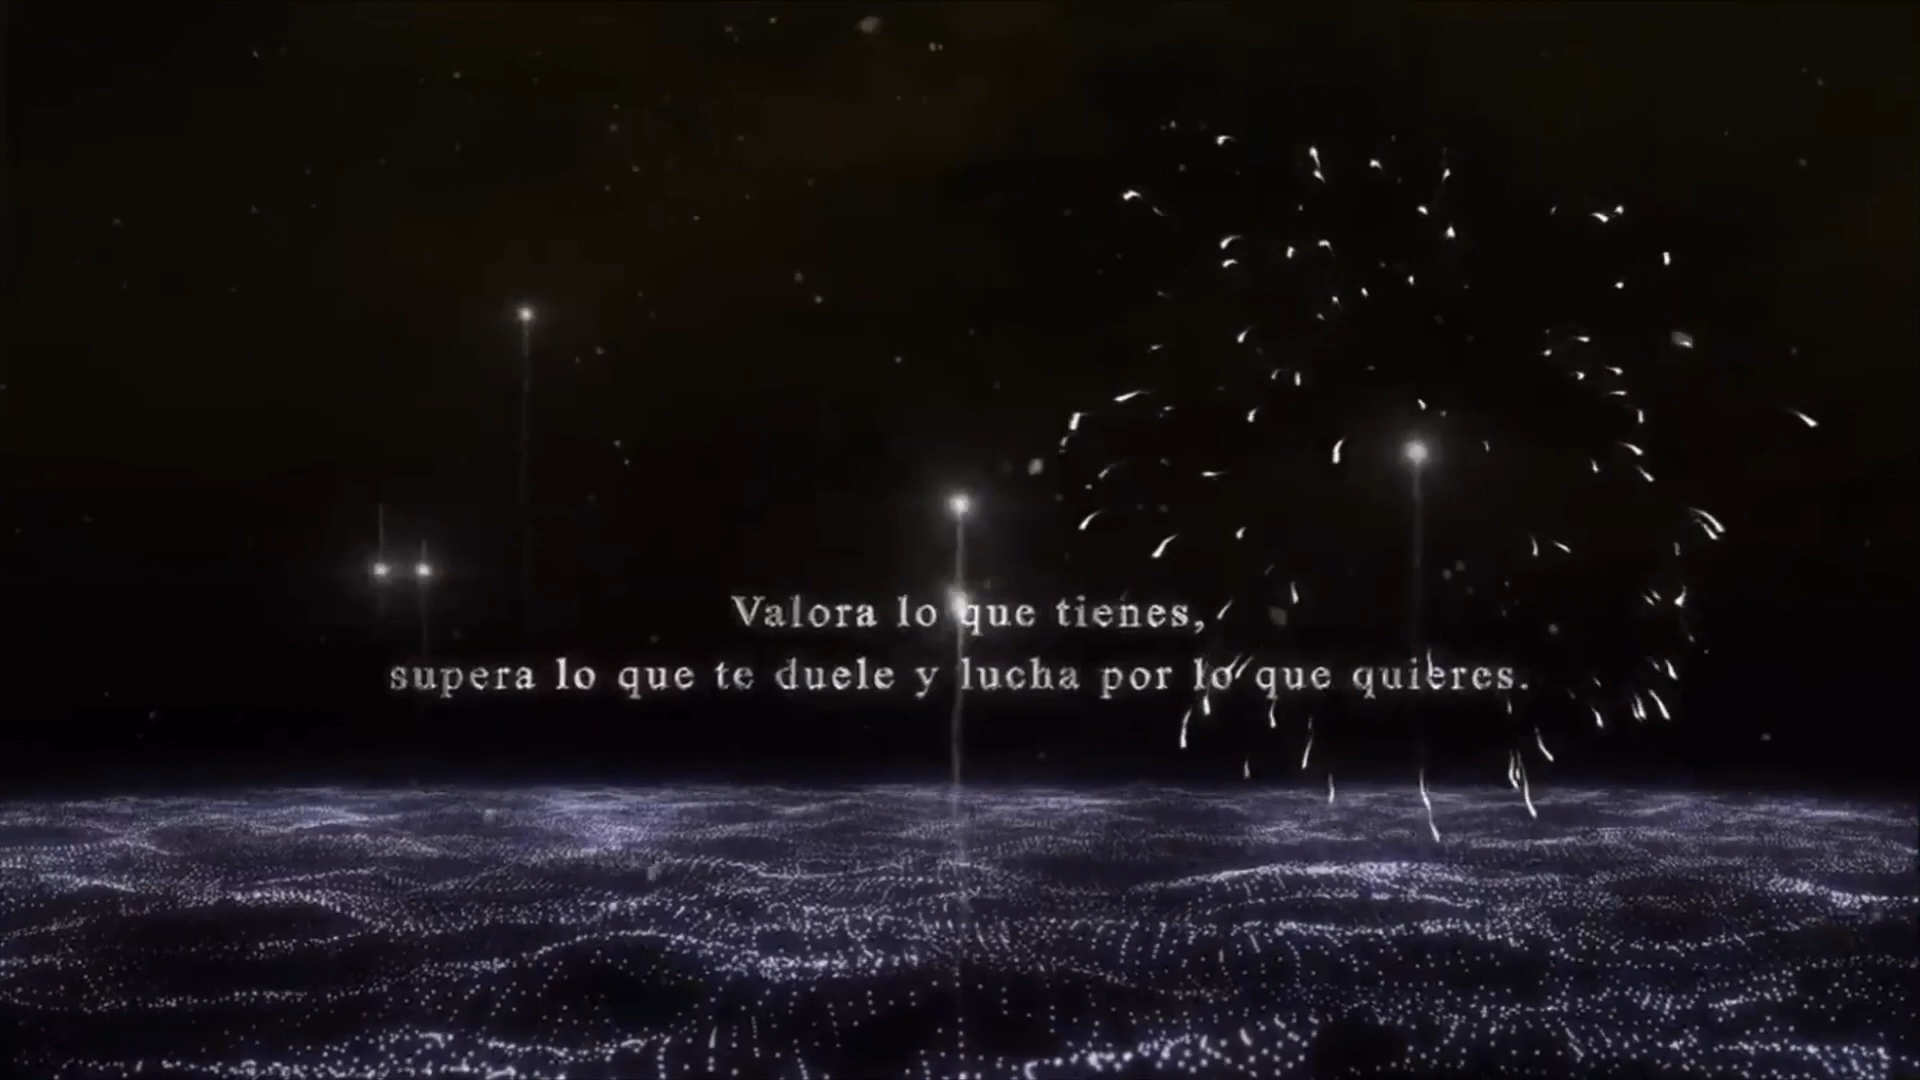 Valora lo que tienes,
supera lo que te duele y lucha por lo que quieres.